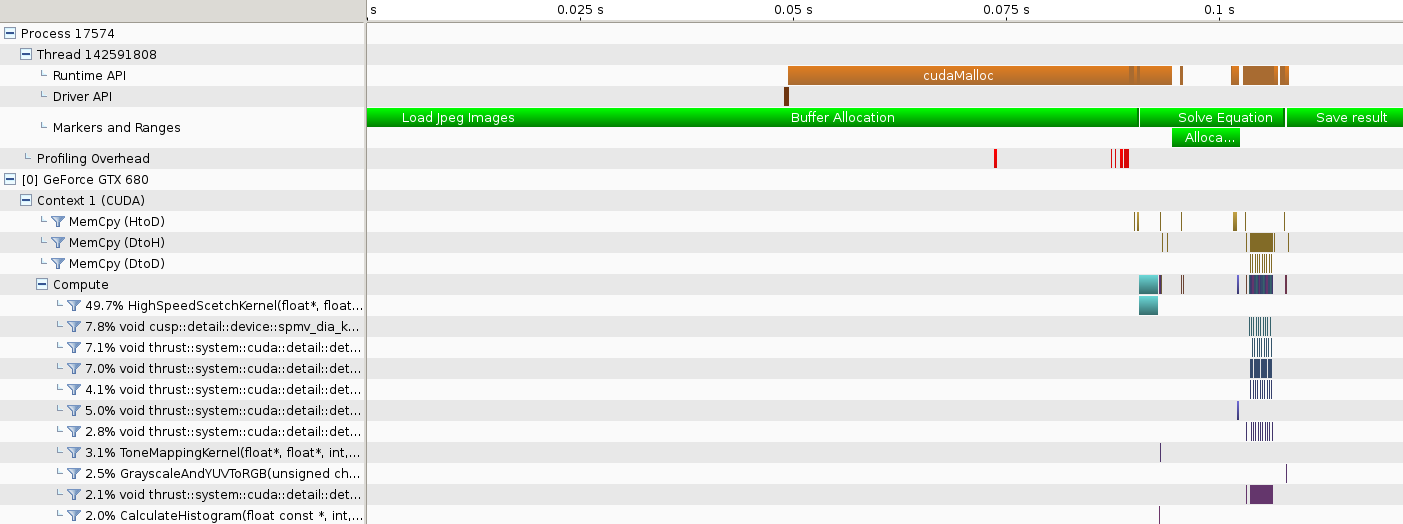 s 0.025 s 0.05 s 0.075 s 0.1 s
Process 17574
Thread 142591808
Runtime API cudaMalloc
Driver API
Load Jpeg Images Buffer Allocation Solve Equation Save result
Markers and Ranges
Alloca...
Profiling Overhead
[0] GeForce GTX 680
Context 1 (CUDA)
MemCpy (HtoD)
MemCpy (DtoH)
MemCpy (DtoD)
Compute
49.7% HighSpeedScetchKernel(float*, float...
7.8% void cusp::detail::device::spmv_dia_k...
7.1% void thrust::system::cuda::detail::det...
7.0% void thrust::system::cuda::detail::det...
4.1% void thrust::system::cuda::detail::det...
5.0% void thrust::system::cuda::detail::det...
2.8% void thrust::system::cuda::detail::det...
3.1% ToneMappingKernel(float*, float*, int,...
2.5% GrayscaleAndYUVToRGB(unsigned ch...
2.1% void thrust::system::cuda::detail::det...
2.0% CalculateHistogram(float const *, int,...